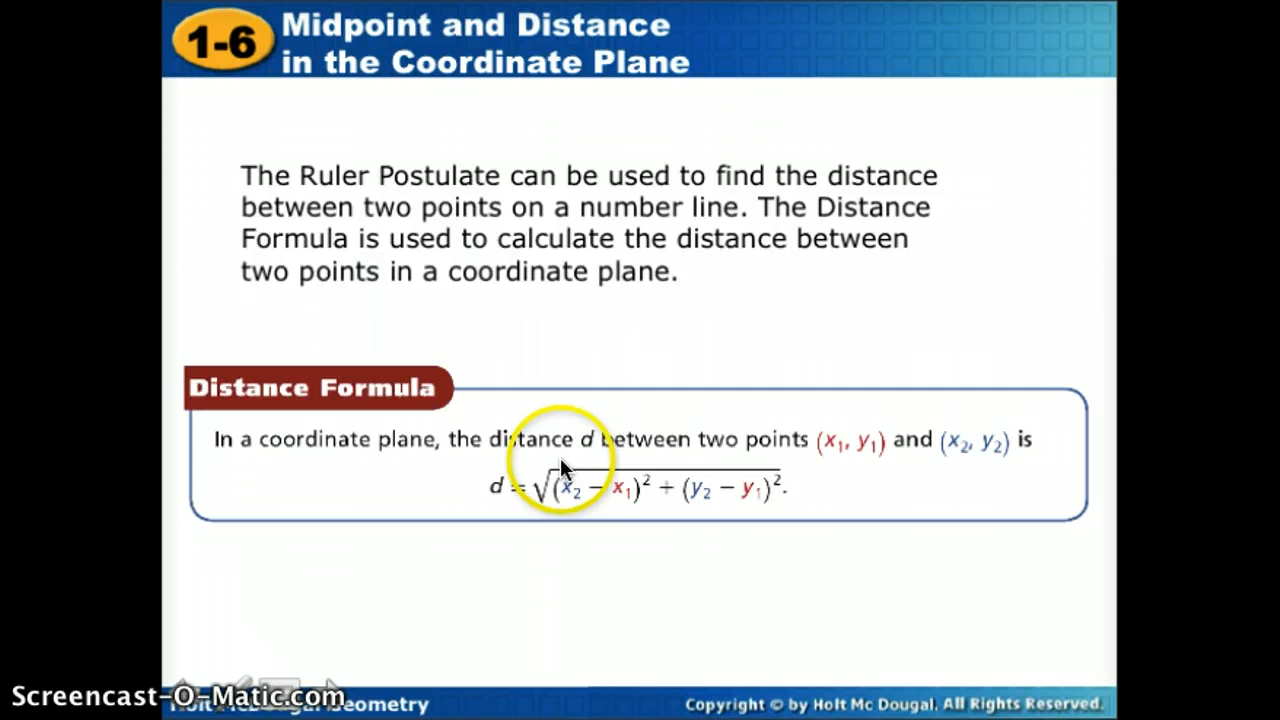 1-6
Midpoint and Distance
in the Coordinate Plane
The Ruler Postulate can be used to find the distance
between two points on a number line. The Distance
Formula is used to calculate the distance between
two points in a coordinate plane.
Distance Formula
In a coordinate plane, the distance d between two points (x₁, y₁) and (x₂, y₂) is
d = √(x₂ − x₁)² + (y₂ − y₁)².
Screencast-O-Matic.com
Holt McDougal Geometry
Copyright © by Holt Mc Dougal. All Rights Reserved.